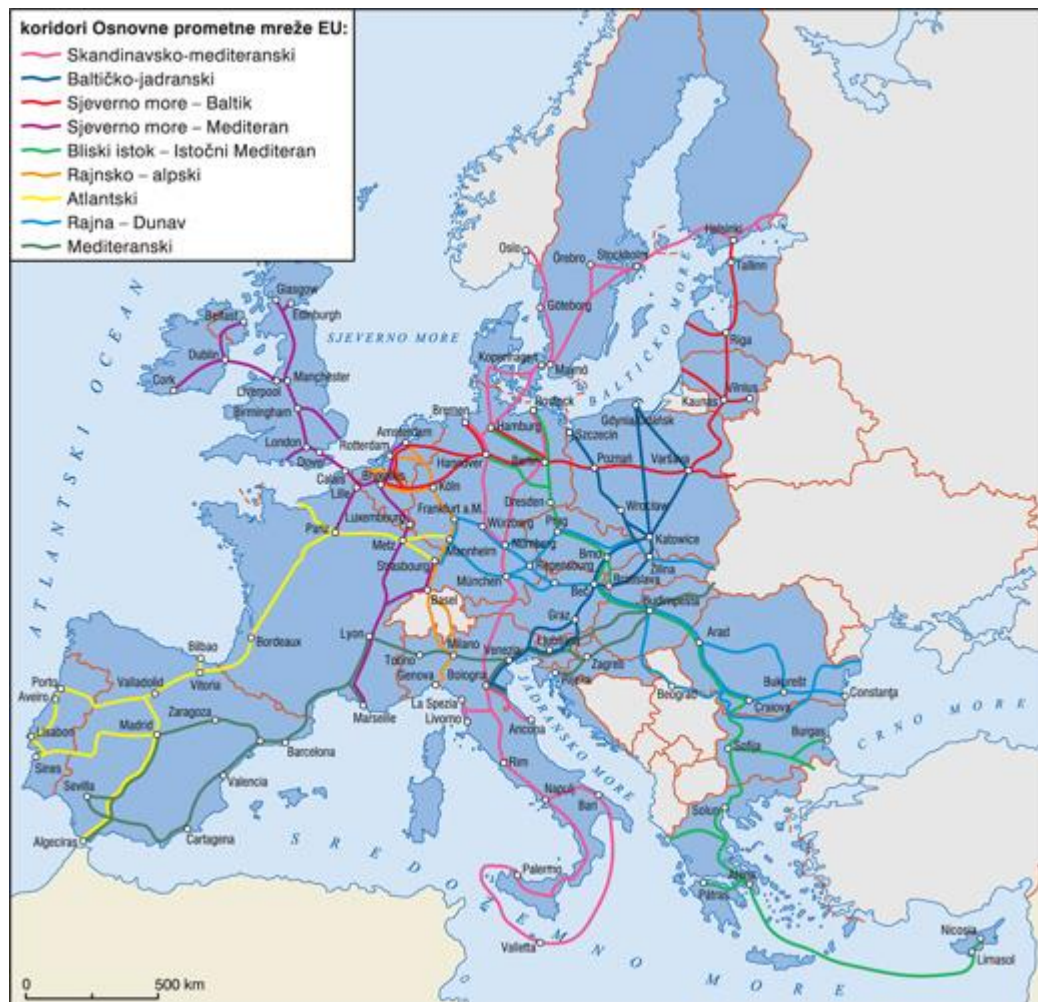 koridori Osnovne prometne mreže EU:
Skandinavsko-mediteranski
Baltičko-jadranski
Sjeverno more – Baltik
Sjeverno more – Mediteran
Bliski istok – Istočni Mediteran
Rajnsko – alpski
Atlantski
Rajna – Dunav
Mediteranski
Helsinki
Oslo
Örebro
Stockholm
Tallinn
Glasgow
Edinburgh
Göteborg
Belfast
SJEVERNO MORE
BALTIČKO MORE
ATLANTSKI OCEAN
Riga
Dublin
Kopenhagen
Malmö
Cork
Liverpool
Manchester
Vilnius
Kaunas
Rostock
Birmingham
Bremen
Hamburg
Gdynia/Gdańsk
Szczecin
Amsterdam
London
Rotterdam
Hannover
Berlin
Poznań
Varšava
Calais
Lille
Köln
Dresden
Wrocław
Frankfurt a.M.
Luxembourg
Würzburg
Prag
Katowice
Pariz
Metz
Mannheim
Nürnberg
Brno
Žilina
Strasbourg
Regensburg
München
Bratislava
Beč
Basel
Budimpešta
Graz
Bordeaux
Lyon
Milano
Ljubljana
Arad
Bilbao
Torino
Venezia
Zagreb
Vitoria
Genova
Bologna
Rijeka
Beograd
Bukurešt
Porto
Aveiro
Valladolid
Marseille
La Spezia
Livorno
Ancona
JADRANSKO MORE
Craiova
Constanța
Zaragoza
Madrid
Barcelona
Burgas
CRNO MORE
Lisabon
Sofija
Rim
Sines
Valencia
Sevilla
Napulj
Bari
Solun
Cartagena
Algeciras
SREDOZEMNO MORE
Palermo
Atena
Patras
Valletta
Nicosia
Limasol
0 500 km